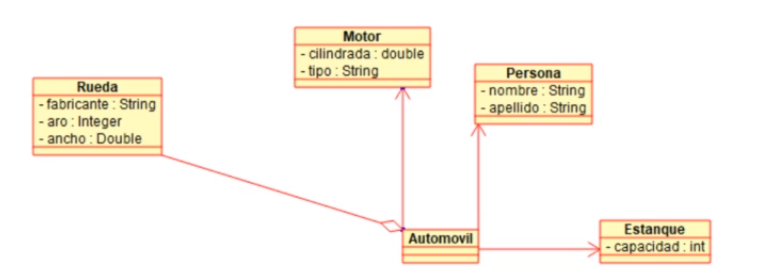 Motor
- cilindrada : double
- tipo : String
Persona
- nombre : String
- apellido : String
Rueda
- fabricante : String
- aro : Integer
- ancho : Double
Automovil
Estanque
- capacidad : int